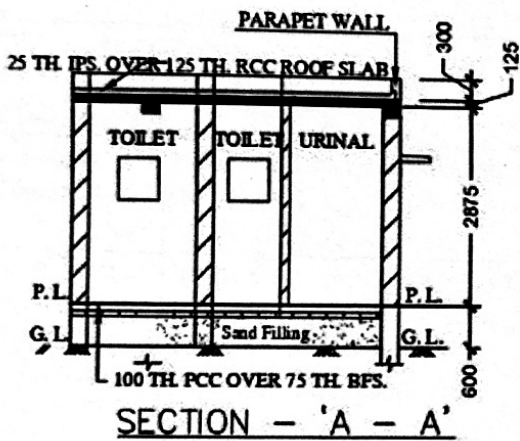 PARAPET WALL
25 TH. IPS. OVER 125 TH. RCC ROOF SLAB
300
125
TOILET
TOILET
URINAL
2875
P.L.
P.L.
G.L.
Sand Filling
G.L.
600
100 TH. PCC OVER 75 TH. BFS.
SECTION - 'A - A'